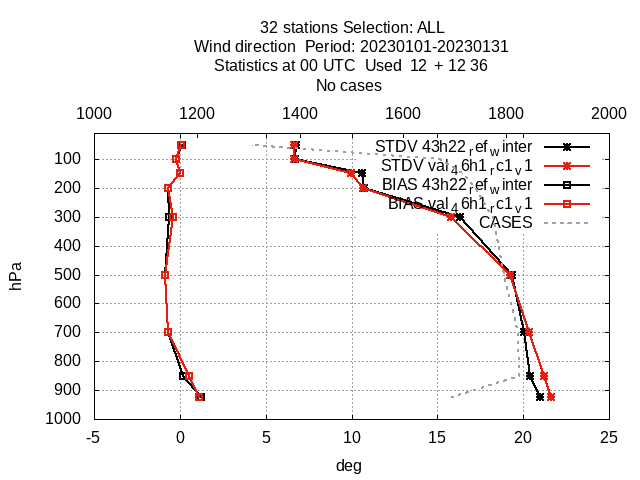 32 stations Selection: ALL
Wind direction  Period: 20230101-20230131
Statistics at 00 UTC  Used  12  + 12 36
No cases
1000 1200 1400 1600 1800 2000
STDV 43h22_ref_winter
STDV val_46h1_rc1_v1
BIAS 43h22_ref_winter
BIAS val_46h1_rc1_v1
CASES
100
200
300
400
500
600
700
800
900
1000
hPa
-5 0 5 10 15 20 25
deg